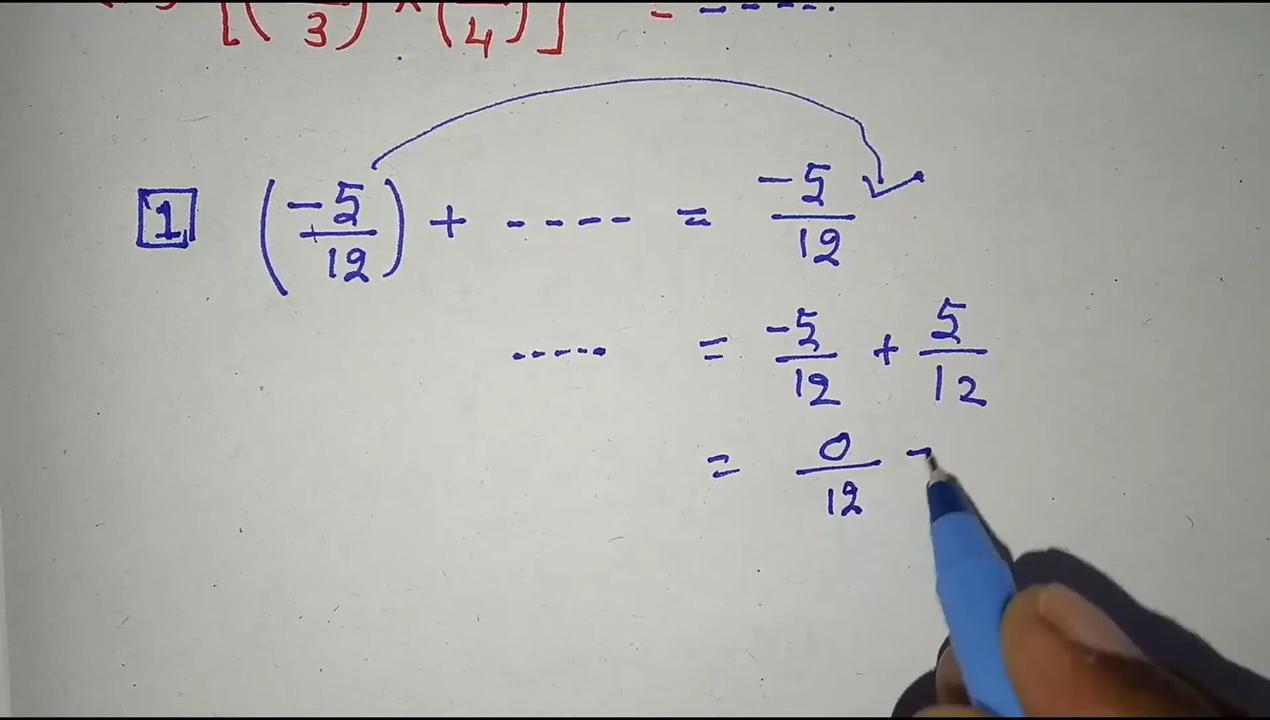 [( /3) × ( /4)] = -----.
1 (-5/12) + ---- = -5/12
----- = -5/12 + 5/12
= 0/12 -